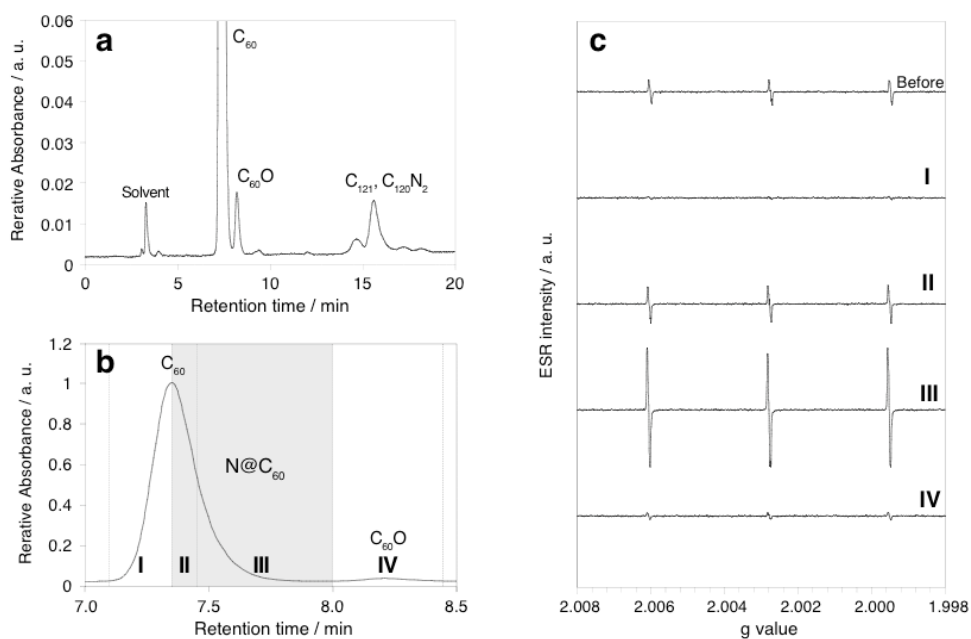 a
0.06
0.05
0.04
0.03
0.02
0.01
0
Rerative Absorbance / a. u.
C60
Solvent
C60O
C121, C120N2
0 5 10 15 20
Retention time / min
b
1.2
1
0.8
0.6
0.4
0.2
0
Rerative Absorbance / a. u.
C60
N@C60
C60O
I II III IV
7.0 7.5 8.0 8.5
Retention time / min
c
ESR intensity / a. u.
Before
I
II
III
IV
2.008 2.006 2.004 2.002 2.000 1.998
g value